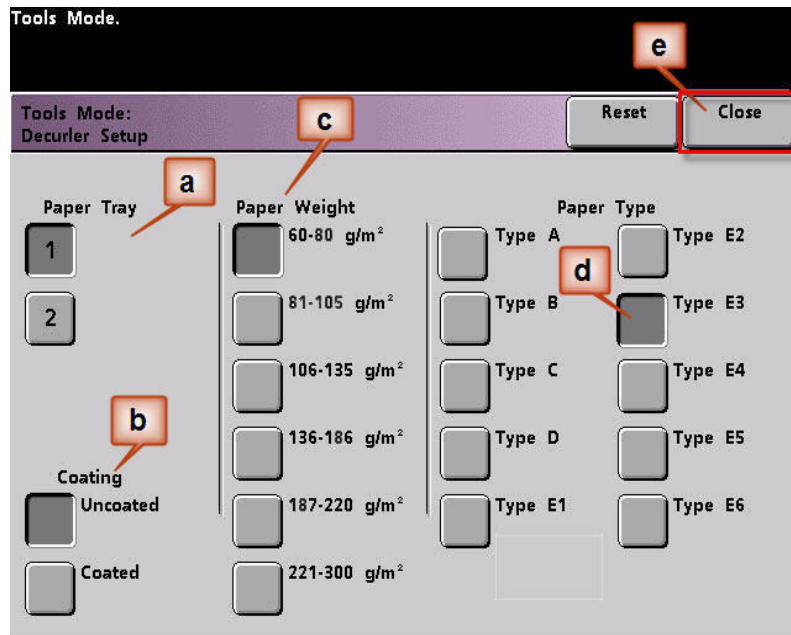 Tools Mode.
e
Tools Mode:
Decurler Setup
c
Reset
Close
a
Paper Tray
1
2
b
Coating
Uncoated
Coated
Paper Weight
60-80 g/m²
81-105 g/m²
106-135 g/m²
136-186 g/m²
187-220 g/m²
221-300 g/m²
Paper Type
d
Type A
Type B
Type C
Type D
Type E1
Type E2
Type E3
Type E4
Type E5
Type E6